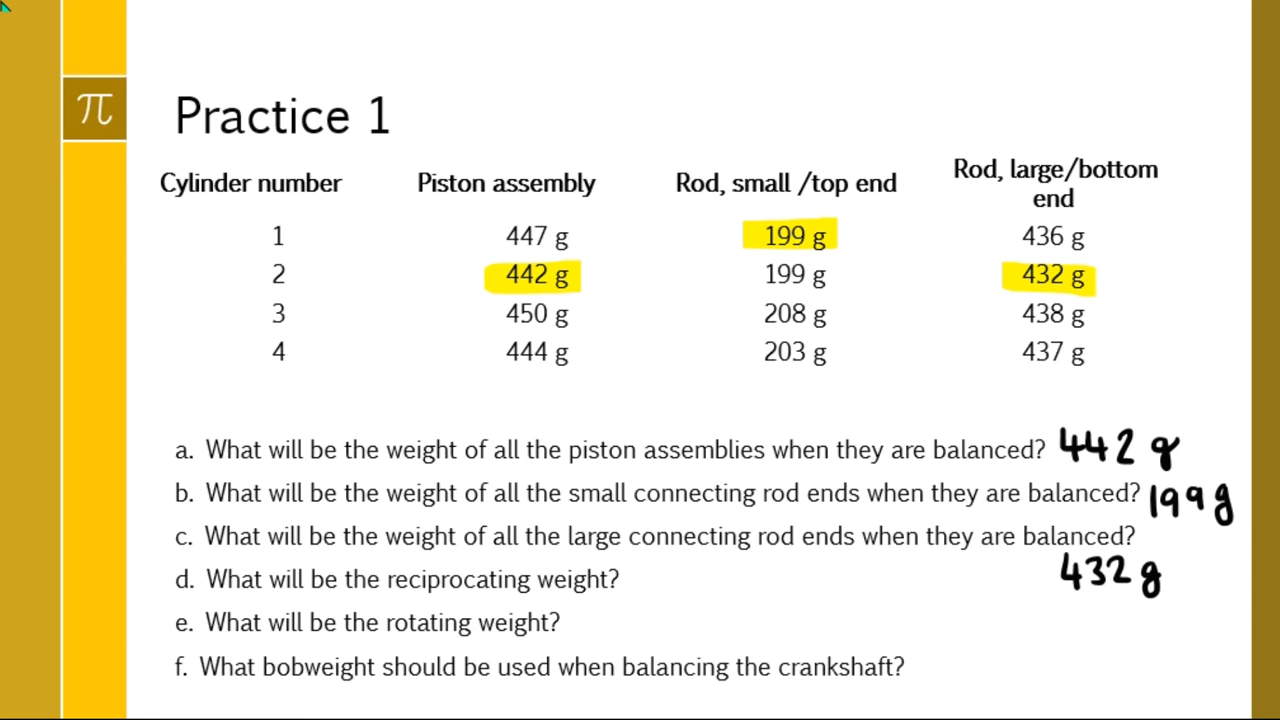 π
Practice 1
Cylinder number Piston assembly Rod, small /top end Rod, large/bottom end
1 447 g 199 g 436 g
2 442 g 199 g 432 g
3 450 g 208 g 438 g
4 444 g 203 g 437 g
a. What will be the weight of all the piston assemblies when they are balanced? 442 g
b. What will be the weight of all the small connecting rod ends when they are balanced? 199g
c. What will be the weight of all the large connecting rod ends when they are balanced?
432g
d. What will be the reciprocating weight?
e. What will be the rotating weight?
f. What bobweight should be used when balancing the crankshaft?